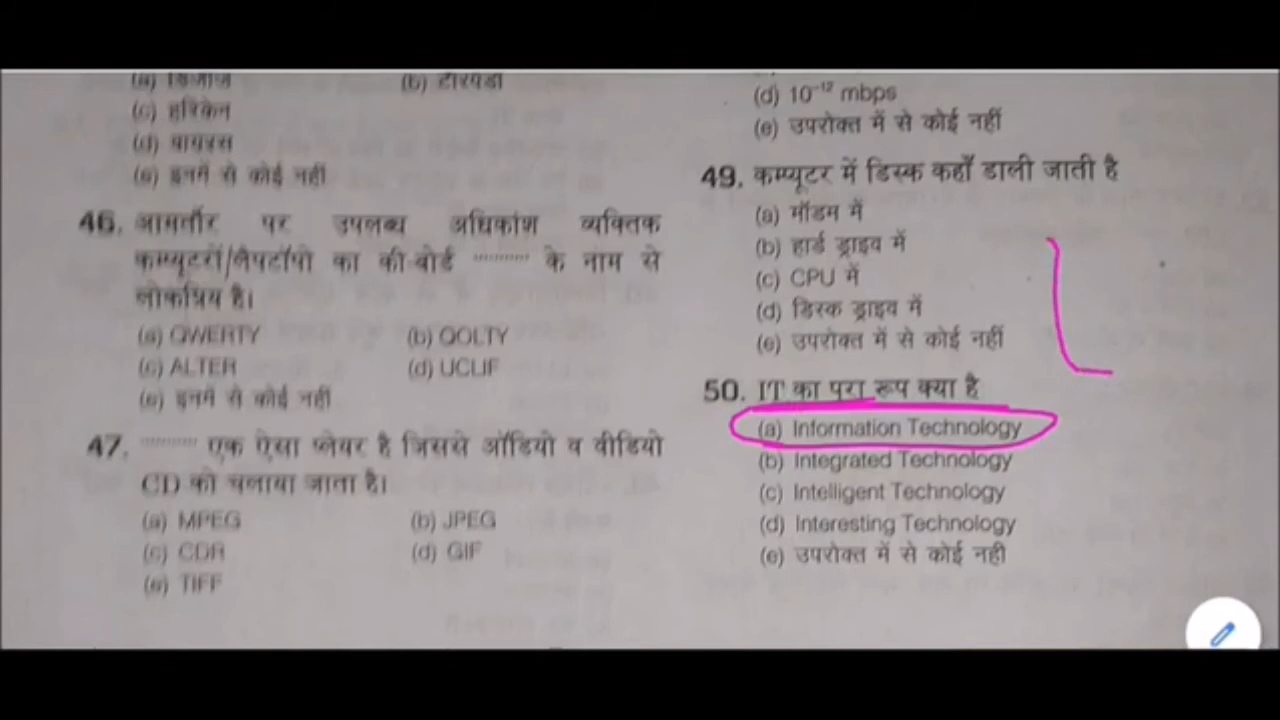 (a) डिजीज
(b) टारपेडो
(c) हरिकेन
(d) वायरस
(e) इनमें से कोई नहीं
46. आमतौर पर उपलब्ध अधिकांश व्यक्तिक
कम्प्यूटरों/लैपटॉपों का की-बोर्ड ........... के नाम से
लोकप्रिय है।
(a) QWERTY (b) QOLTY
(c) ALTER (d) UCLIF
(e) इनमें से कोई नहीं
47. ........... एक ऐसा प्लेयर है जिससे ऑडियो व वीडियो
CD को चलाया जाता है।
(a) MPEG (b) JPEG
(c) CDR (d) GIF
(e) TIFF
(d) 10⁻¹² mbps
(e) उपरोक्त में से कोई नहीं
49. कम्प्यूटर में डिस्क कहाँ डाली जाती है
(a) मॉडम में
(b) हार्ड ड्राइव में
(c) CPU में
(d) डिस्क ड्राइव में
(e) उपरोक्त में से कोई नहीं
50. IT का पूरा रूप क्या है
(a) Information Technology
(b) Integrated Technology
(c) Intelligent Technology
(d) Interesting Technology
(e) उपरोक्त में से कोई नही